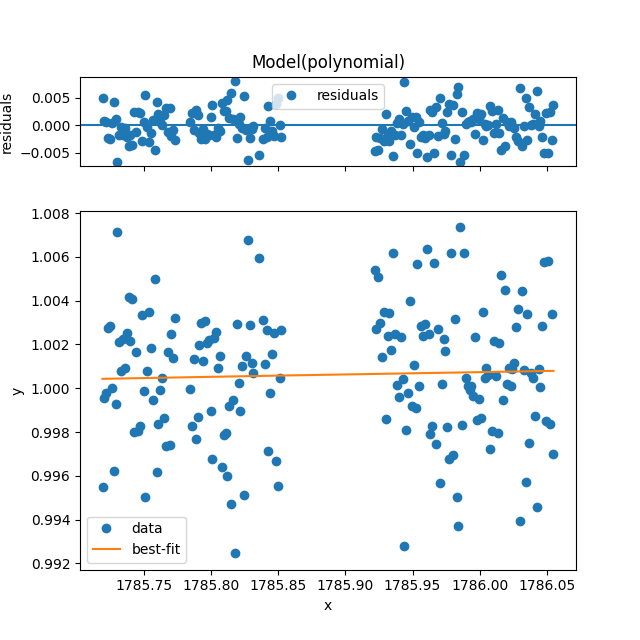 Model(polynomial)
residuals
0.005
0.000
−0.005
residuals
1.008
1.006
1.004
1.002
1.000
0.998
0.996
0.994
0.992
y
data
best-fit
1785.75 1785.80 1785.85 1785.90 1785.95 1786.00 1786.05
x